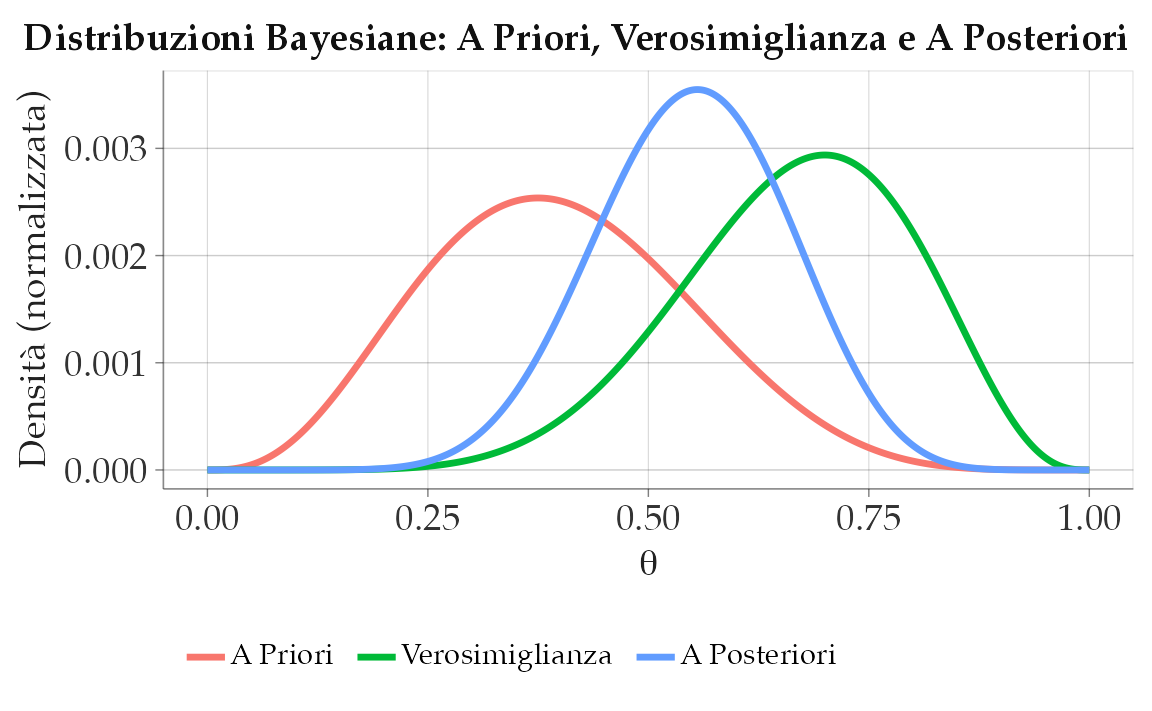 Distribuzioni Bayesiane: A Priori, Verosimiglianza e A Posteriori
Densità (normalizzata)
0.003
0.002
0.001
0.000
0.00 0.25 0.50 0.75 1.00
θ
A Priori Verosimiglianza A Posteriori